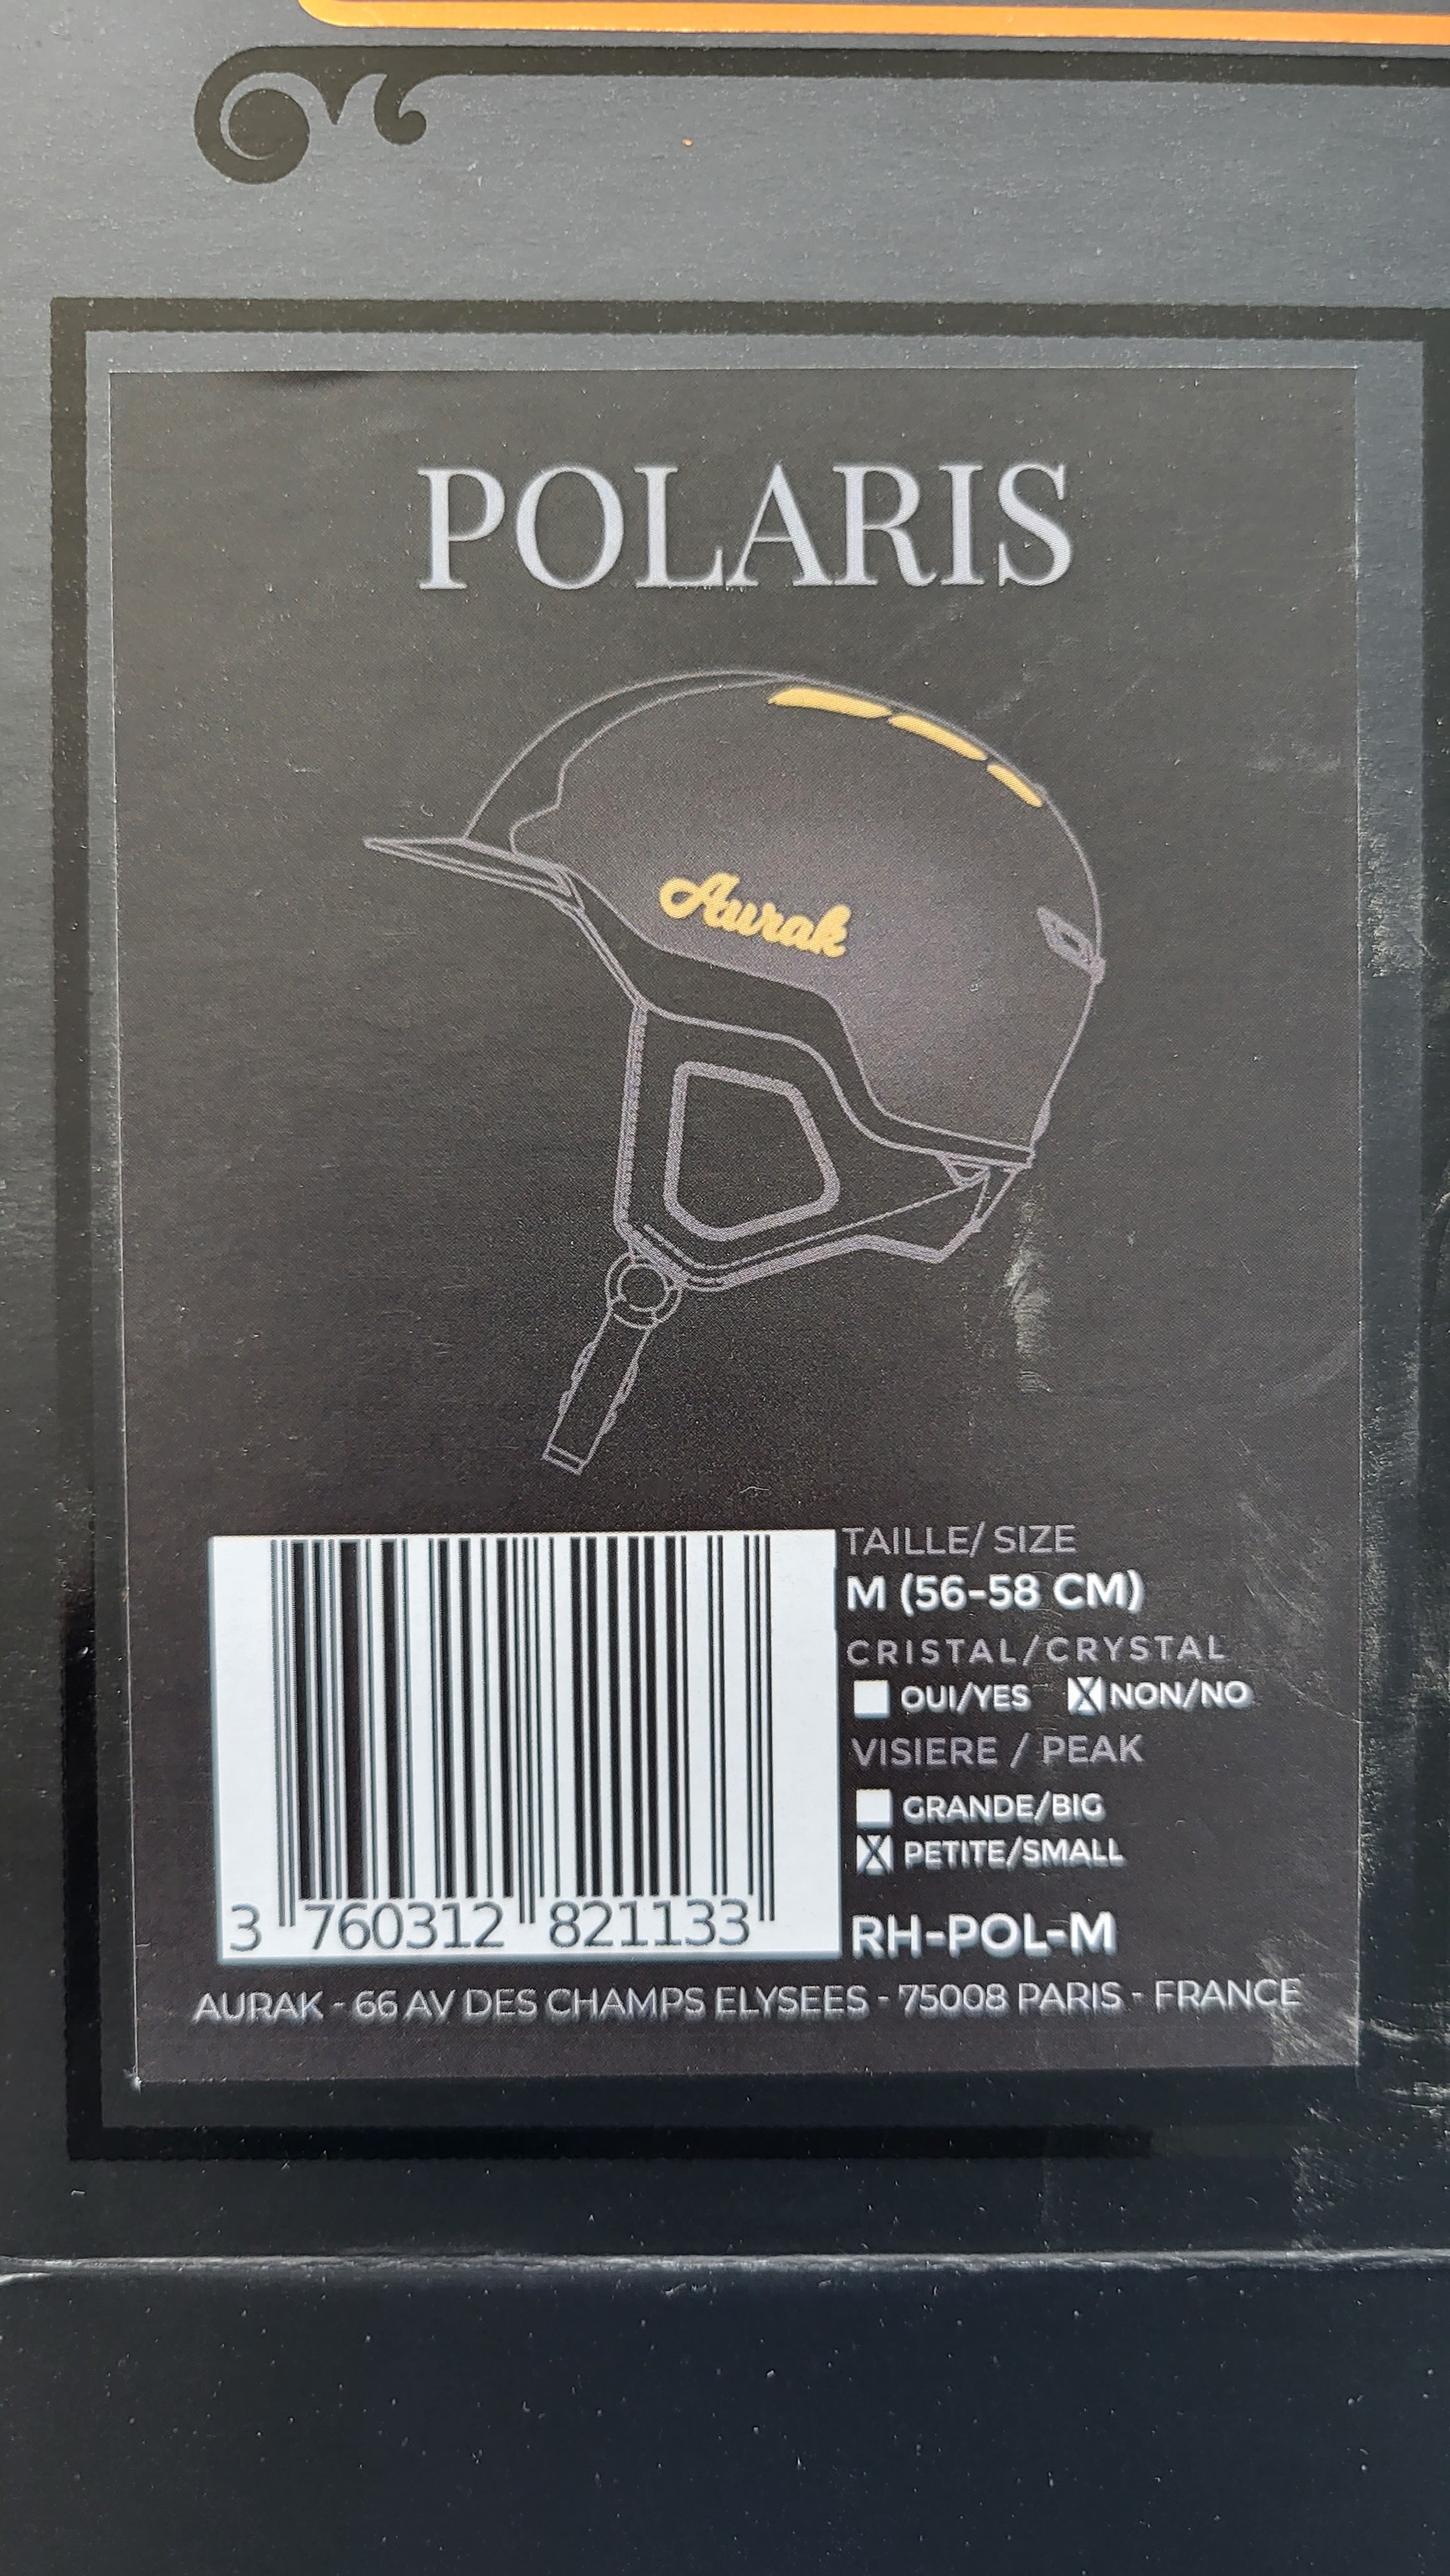 POLARIS
Aurak
TAILLE/ SIZE
M (56-58 CM)
CRISTAL/CRYSTAL
OUI/YES NON/NO
VISIERE / PEAK
GRANDE/BIG
PETITE/SMALL
3 760312 821133
RH-POL-M
AURAK - 66 AV DES CHAMPS ELYSEES - 75008 PARIS - FRANCE